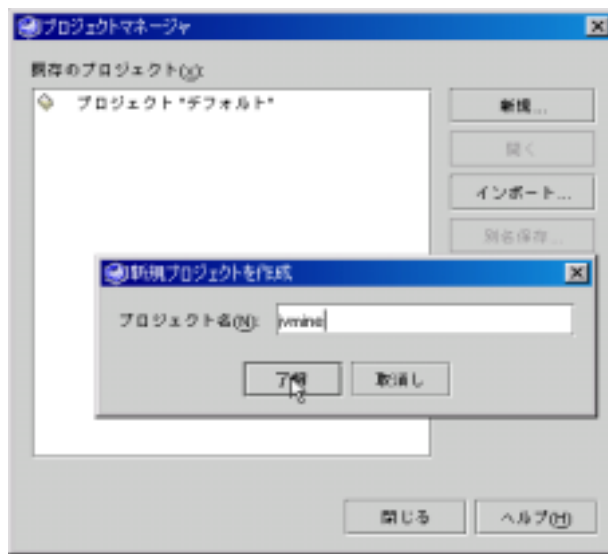 プロジェクトマネージャ
既存のプロジェクト(X):
プロジェクト "デフォルト"
新規...
開く
インポート...
別名保存...
新規プロジェクトを作成
プロジェクト名(N):
jvmine
了解
取消し
閉じる
ヘルプ(H)